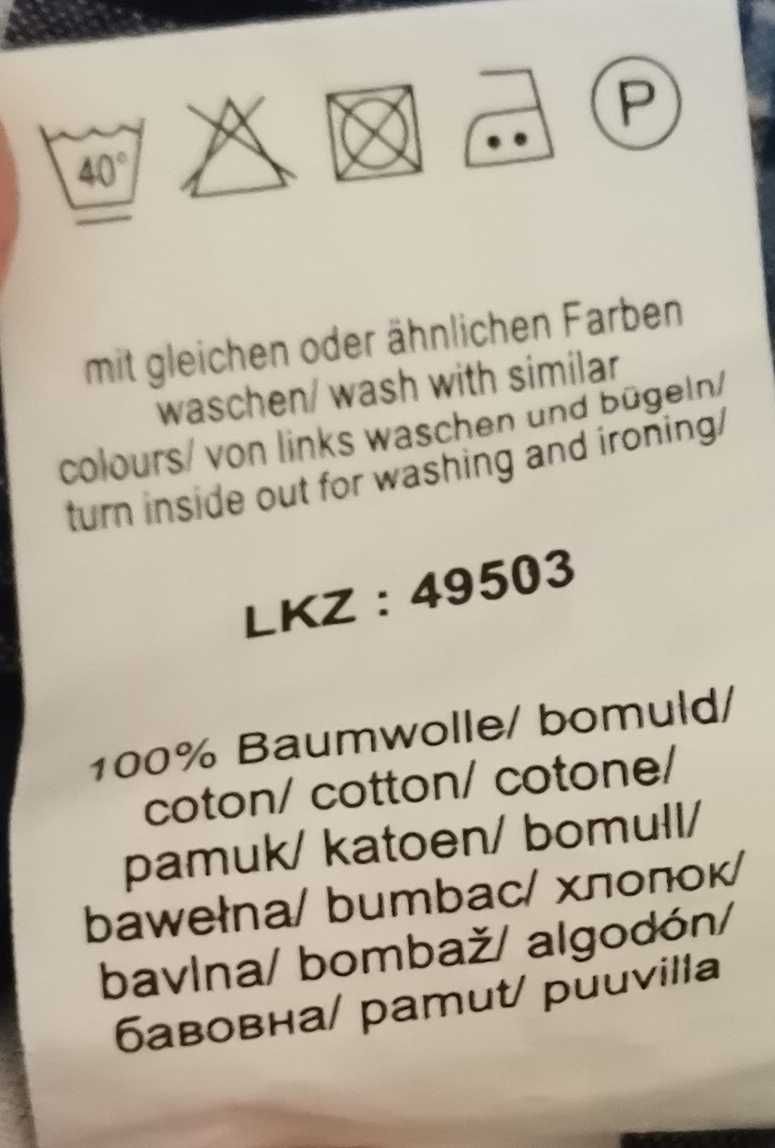 40°
P
mit gleichen oder ähnlichen Farben
waschen/ wash with similar
colours/ von links waschen und bügeln/
turn inside out for washing and ironing/
LKZ : 49503
100% Baumwolle/ bomuld/
coton/ cotton/ cotone/
pamuk/ katoen/ bomull/
bawełna/ bumbac/ хлопок/
bavlna/ bombaž/ algodón/
бавовна/ pamut/ puuvilla